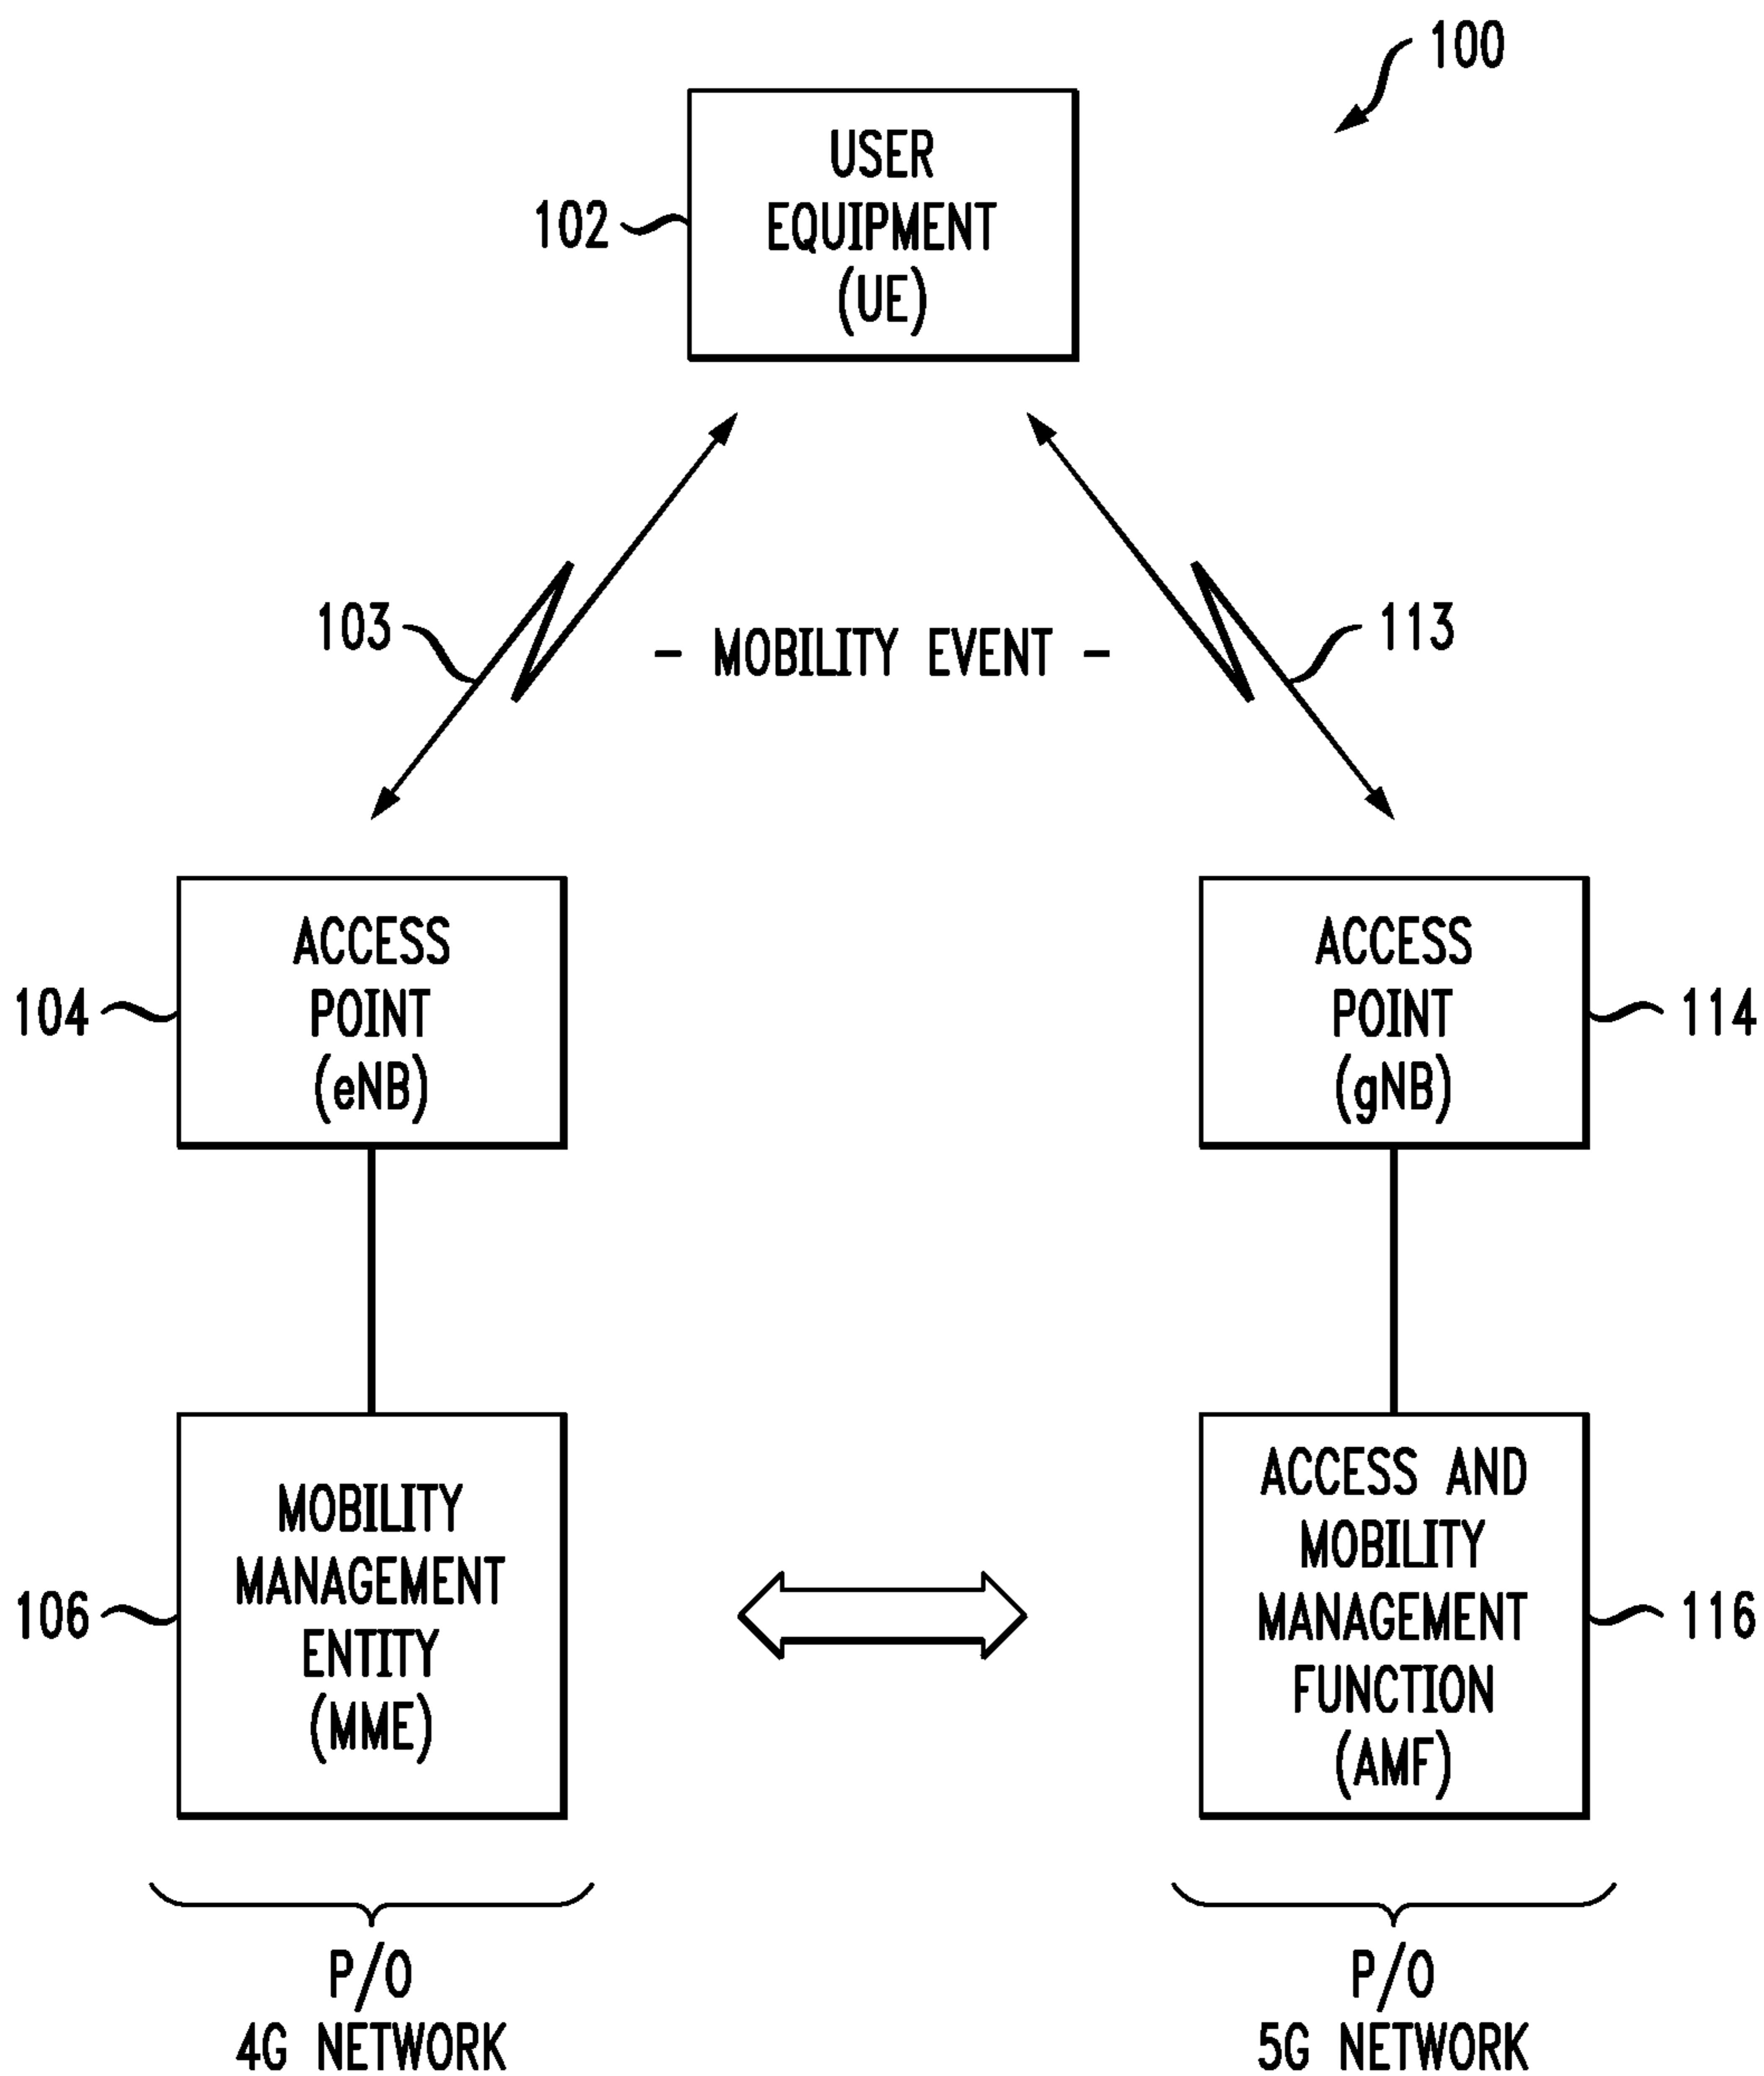 100
USER
EQUIPMENT
(UE)
102
103
- MOBILITY EVENT -
113
ACCESS
POINT
(eNB)
104
ACCESS
POINT
(gNB)
114
MOBILITY
MANAGEMENT
ENTITY
(MME)
106
ACCESS AND
MOBILITY
MANAGEMENT
FUNCTION
(AMF)
116
P/O
4G NETWORK
P/O
5G NETWORK